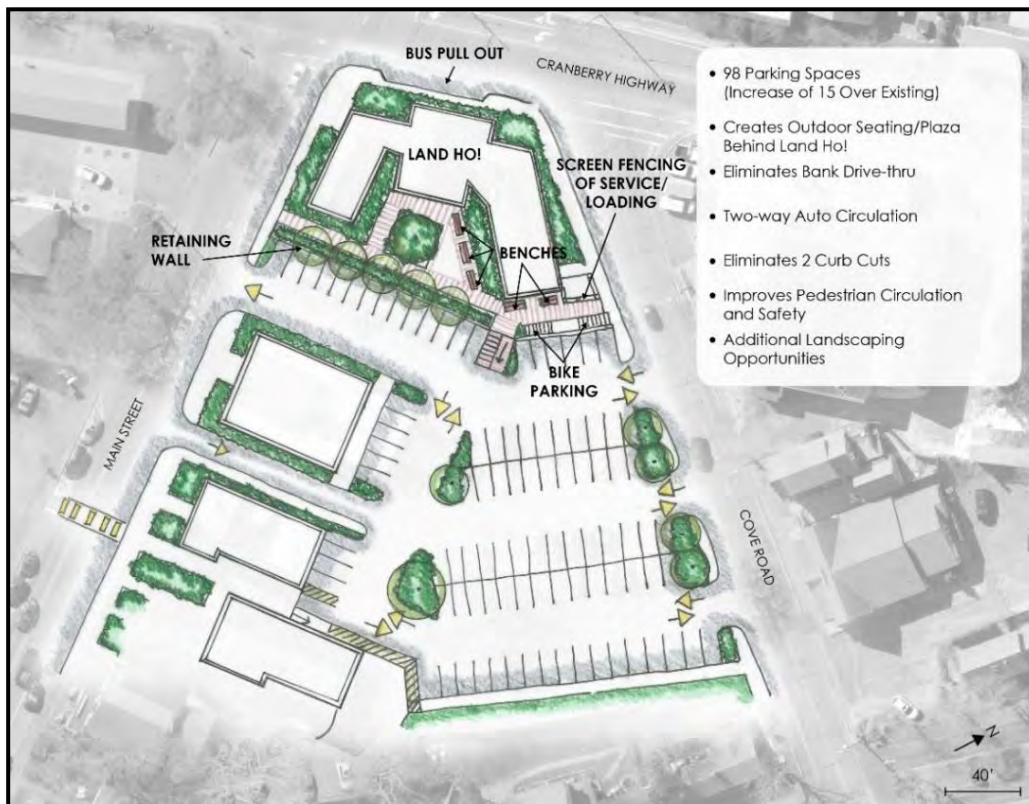 BUS PULL OUT
CRANBERRY HIGHWAY
LAND HO!
SCREEN FENCING
OF SERVICE/
LOADING
RETAINING
WALL
BENCHES
BIKE
PARKING
MAIN STREET
COVE ROAD
• 98 Parking Spaces
(Increase of 15 Over Existing)
• Creates Outdoor Seating/Plaza
Behind Land Ho!
• Eliminates Bank Drive-thru
• Two-way Auto Circulation
• Eliminates 2 Curb Cuts
• Improves Pedestrian Circulation
and Safety
• Additional Landscaping
Opportunities
N
40'